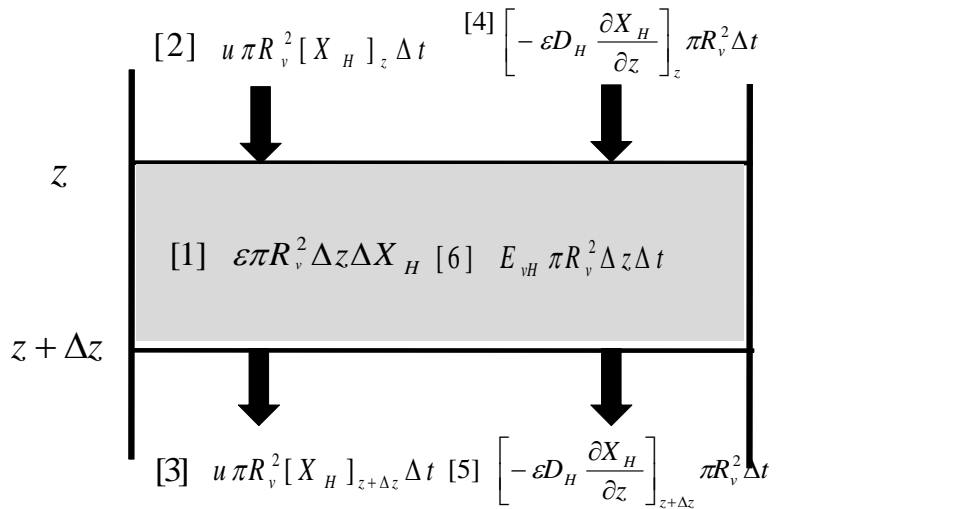 [2] u πR_v^2 [ X_H ]_z Δt [4] [ - εD_H ∂X_H/∂z ]_z πR_v^2 Δt
z
[1] επR_v^2 ΔzΔX_H [6] E_vH πR_v^2 ΔzΔt
z + Δz
[3] u πR_v^2 [ X_H ]_{z+Δz} Δt [5] [ - εD_H ∂X_H/∂z ]_{z+Δz} πR_v^2 Δt